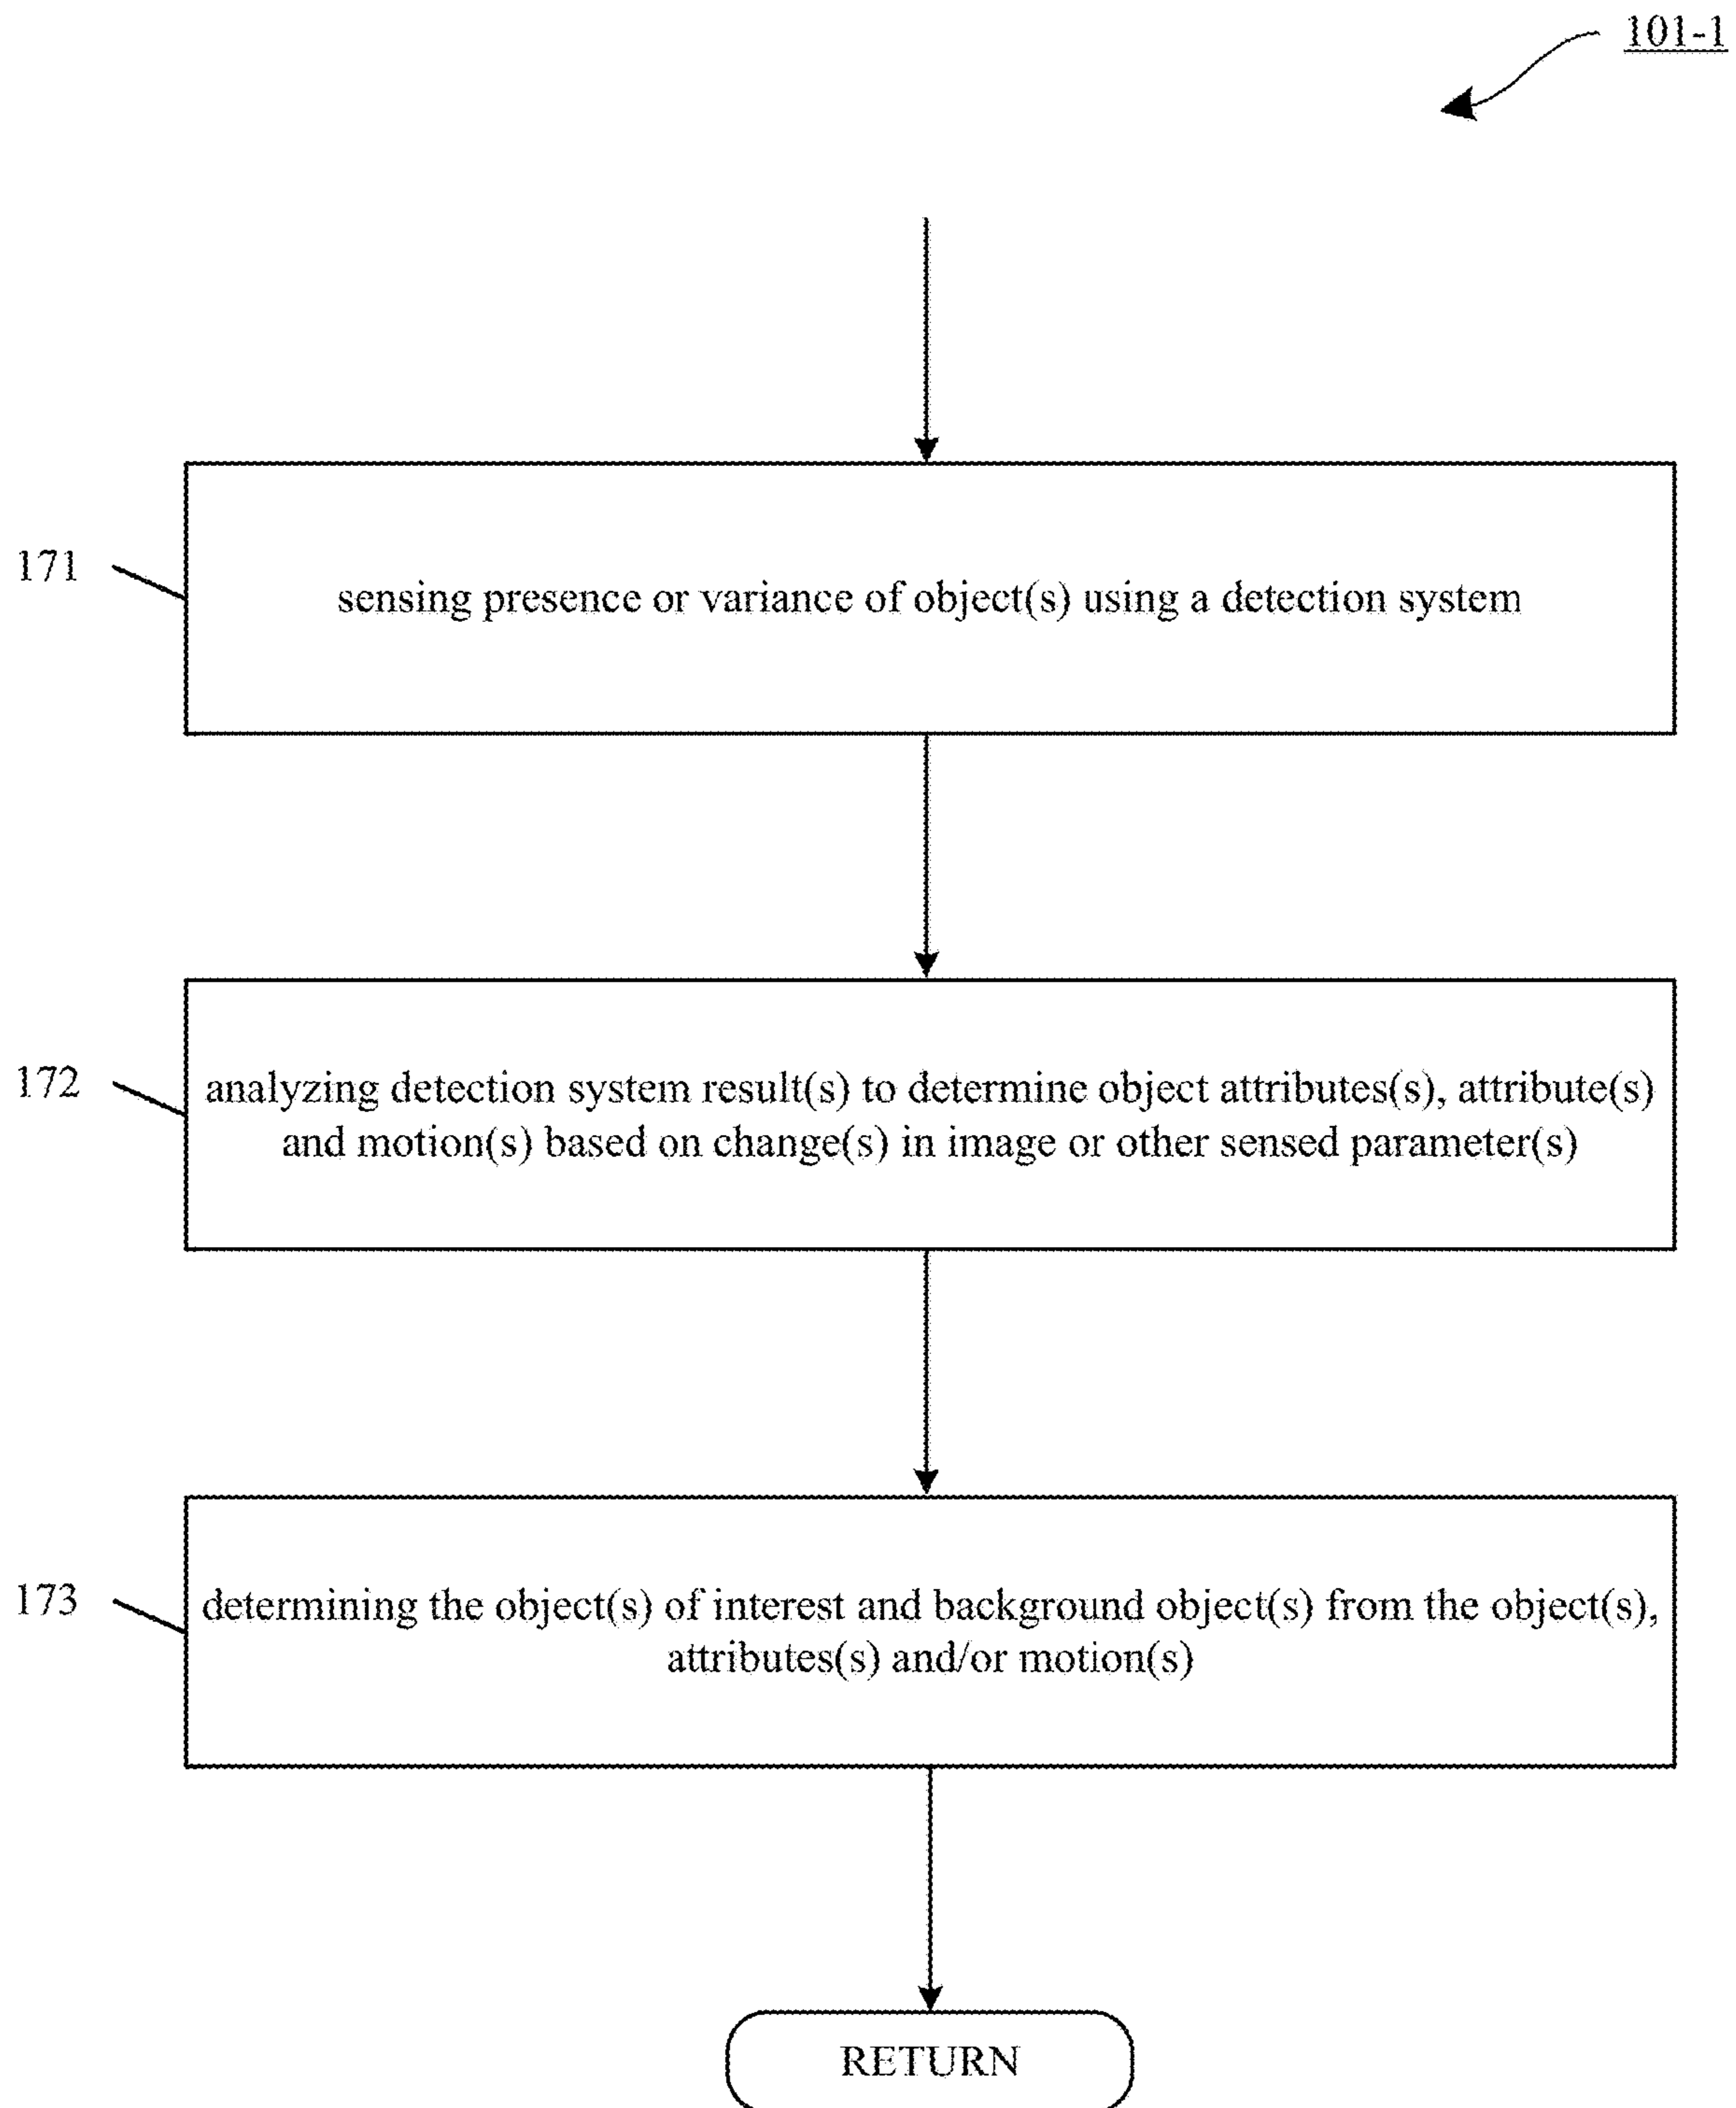 101-1
171
sensing presence or variance of object(s) using a detection system
172
analyzing detection system result(s) to determine object attributes(s), attribute(s)
and motion(s) based on change(s) in image or other sensed parameter(s)
173
determining the object(s) of interest and background object(s) from the object(s),
attributes(s) and/or motion(s)
RETURN